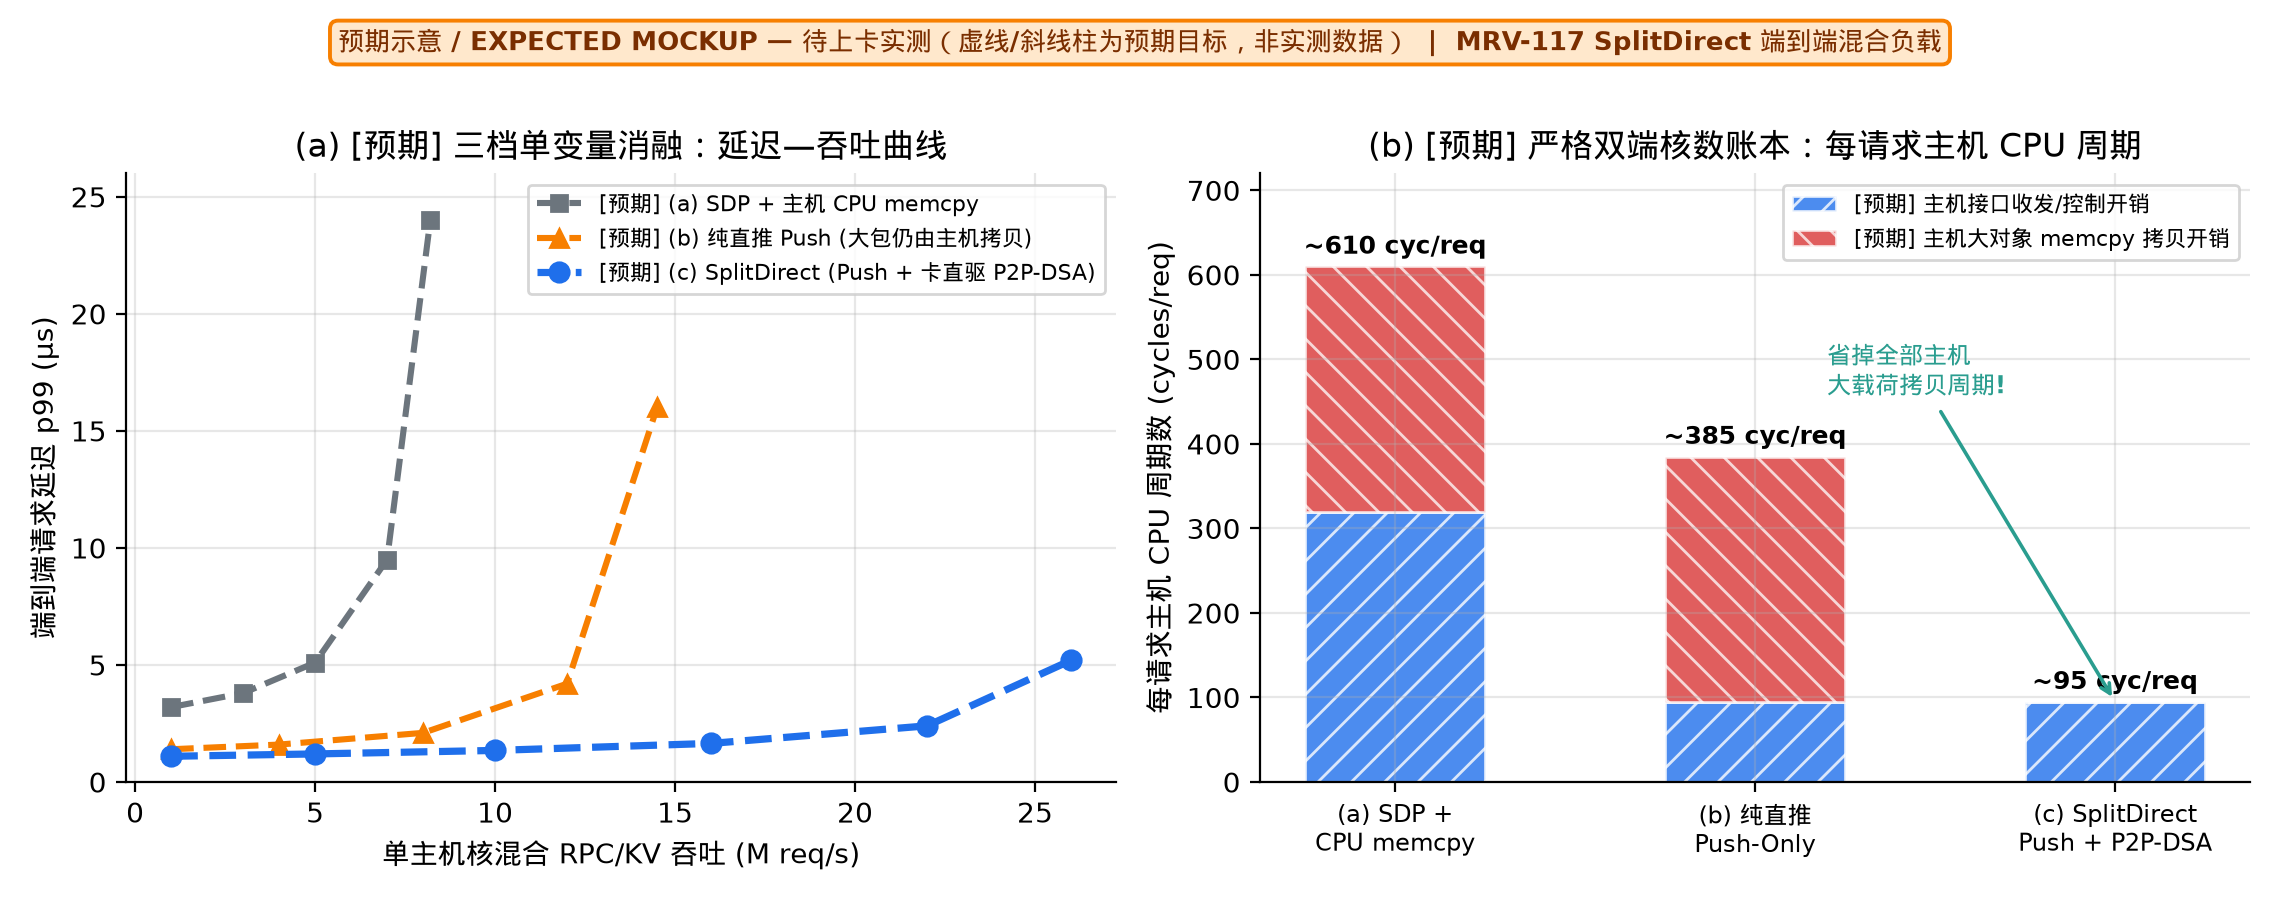 预期示意 / EXPECTED MOCKUP — 待上卡实测（虚线/斜线柱为预期目标，非实测数据） | MRV-117 SplitDirect 端到端混合负载
(a) [预期] 三档单变量消融：延迟—吞吐曲线
端到端请求延迟 p99 (µs)
25
20
15
10
5
0
[预期] (a) SDP + 主机 CPU memcpy
[预期] (b) 纯直推 Push (大包仍由主机拷贝)
[预期] (c) SplitDirect (Push + 卡直驱 P2P-DSA)
0
5
10
15
20
25
单主机核混合 RPC/KV 吞吐 (M req/s)
(b) [预期] 严格双端核数账本：每请求主机 CPU 周期
每请求主机 CPU 周期数 (cycles/req)
700
600
500
400
300
200
100
0
[预期] 主机接口收发/控制开销
[预期] 主机大对象 memcpy 拷贝开销
~610 cyc/req
~385 cyc/req
~95 cyc/req
省掉全部主机
大载荷拷贝周期!
(a) SDP +
CPU memcpy
(b) 纯直推
Push-Only
(c) SplitDirect
Push + P2P-DSA